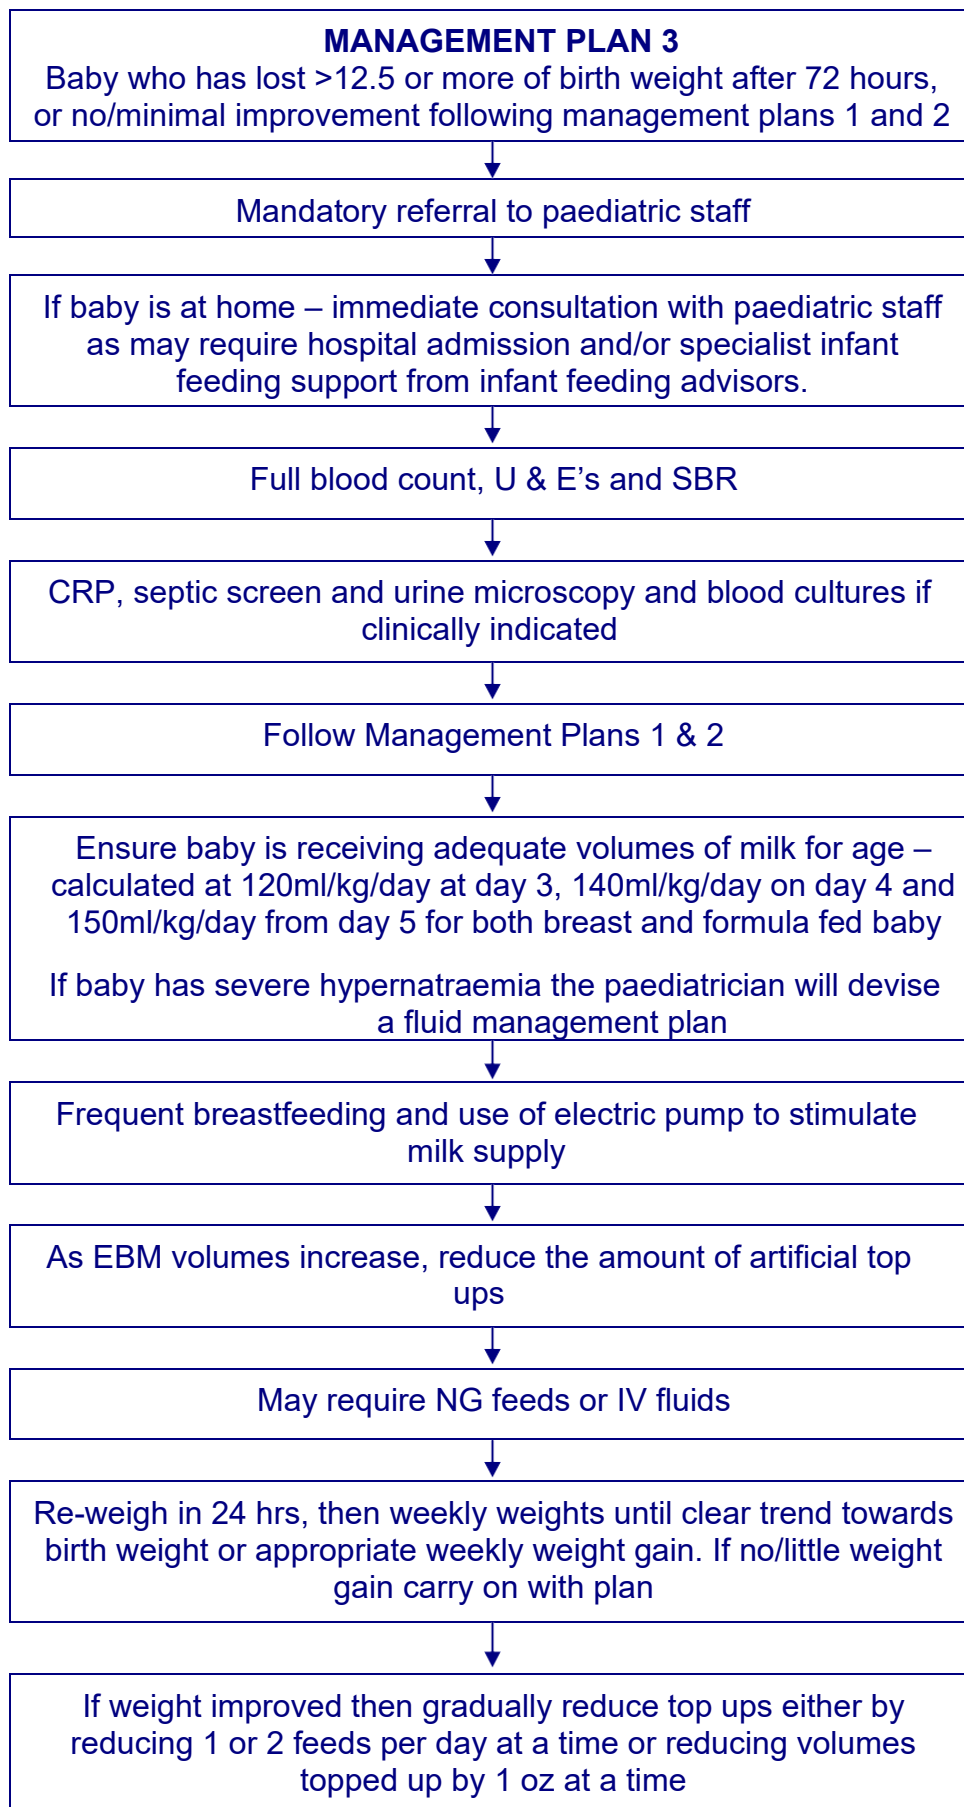 MANAGEMENT PLAN 3
Baby who has lost >12.5 or more of birth weight after 72 hours,
or no/minimal improvement following management plans 1 and 2
Mandatory referral to paediatric staff
If baby is at home – immediate consultation with paediatric staff
as may require hospital admission and/or specialist infant
feeding support from infant feeding advisors.
Full blood count, U & E’s and SBR
CRP, septic screen and urine microscopy and blood cultures if
clinically indicated
Follow Management Plans 1 & 2
Ensure baby is receiving adequate volumes of milk for age –
calculated at 120ml/kg/day at day 3, 140ml/kg/day on day 4 and
150ml/kg/day from day 5 for both breast and formula fed baby
If baby has severe hypernatraemia the paediatrician will devise
a fluid management plan
Frequent breastfeeding and use of electric pump to stimulate
milk supply
As EBM volumes increase, reduce the amount of artificial top
ups
May require NG feeds or IV fluids
Re-weigh in 24 hrs, then weekly weights until clear trend towards
birth weight or appropriate weekly weight gain. If no/little weight
gain carry on with plan
If weight improved then gradually reduce top ups either by
reducing 1 or 2 feeds per day at a time or reducing volumes
topped up by 1 oz at a time